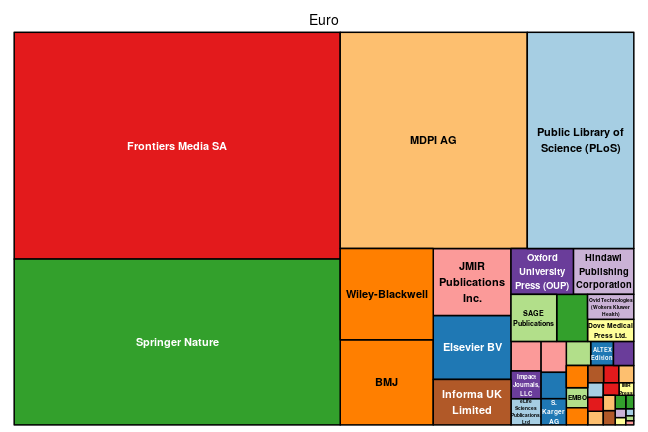 Euro
Frontiers Media SA
MDPI AG
Public Library of
Science (PLoS)
Springer Nature
Wiley-Blackwell
BMJ
JMIR
Publications
Inc.
Elsevier BV
Informa UK
Limited
Oxford
University
Press (OUP)
Hindawi
Publishing
Corporation
SAGE
Publications
Ovid Technologies
(Wolters Kluwer
Health)
Dove Medical
Press Ltd.
ALTEX
Edition
Impact
Journals,
LLC
eLife
Sciences
Publications,
Ltd
S.
Karger
AG
EMBO